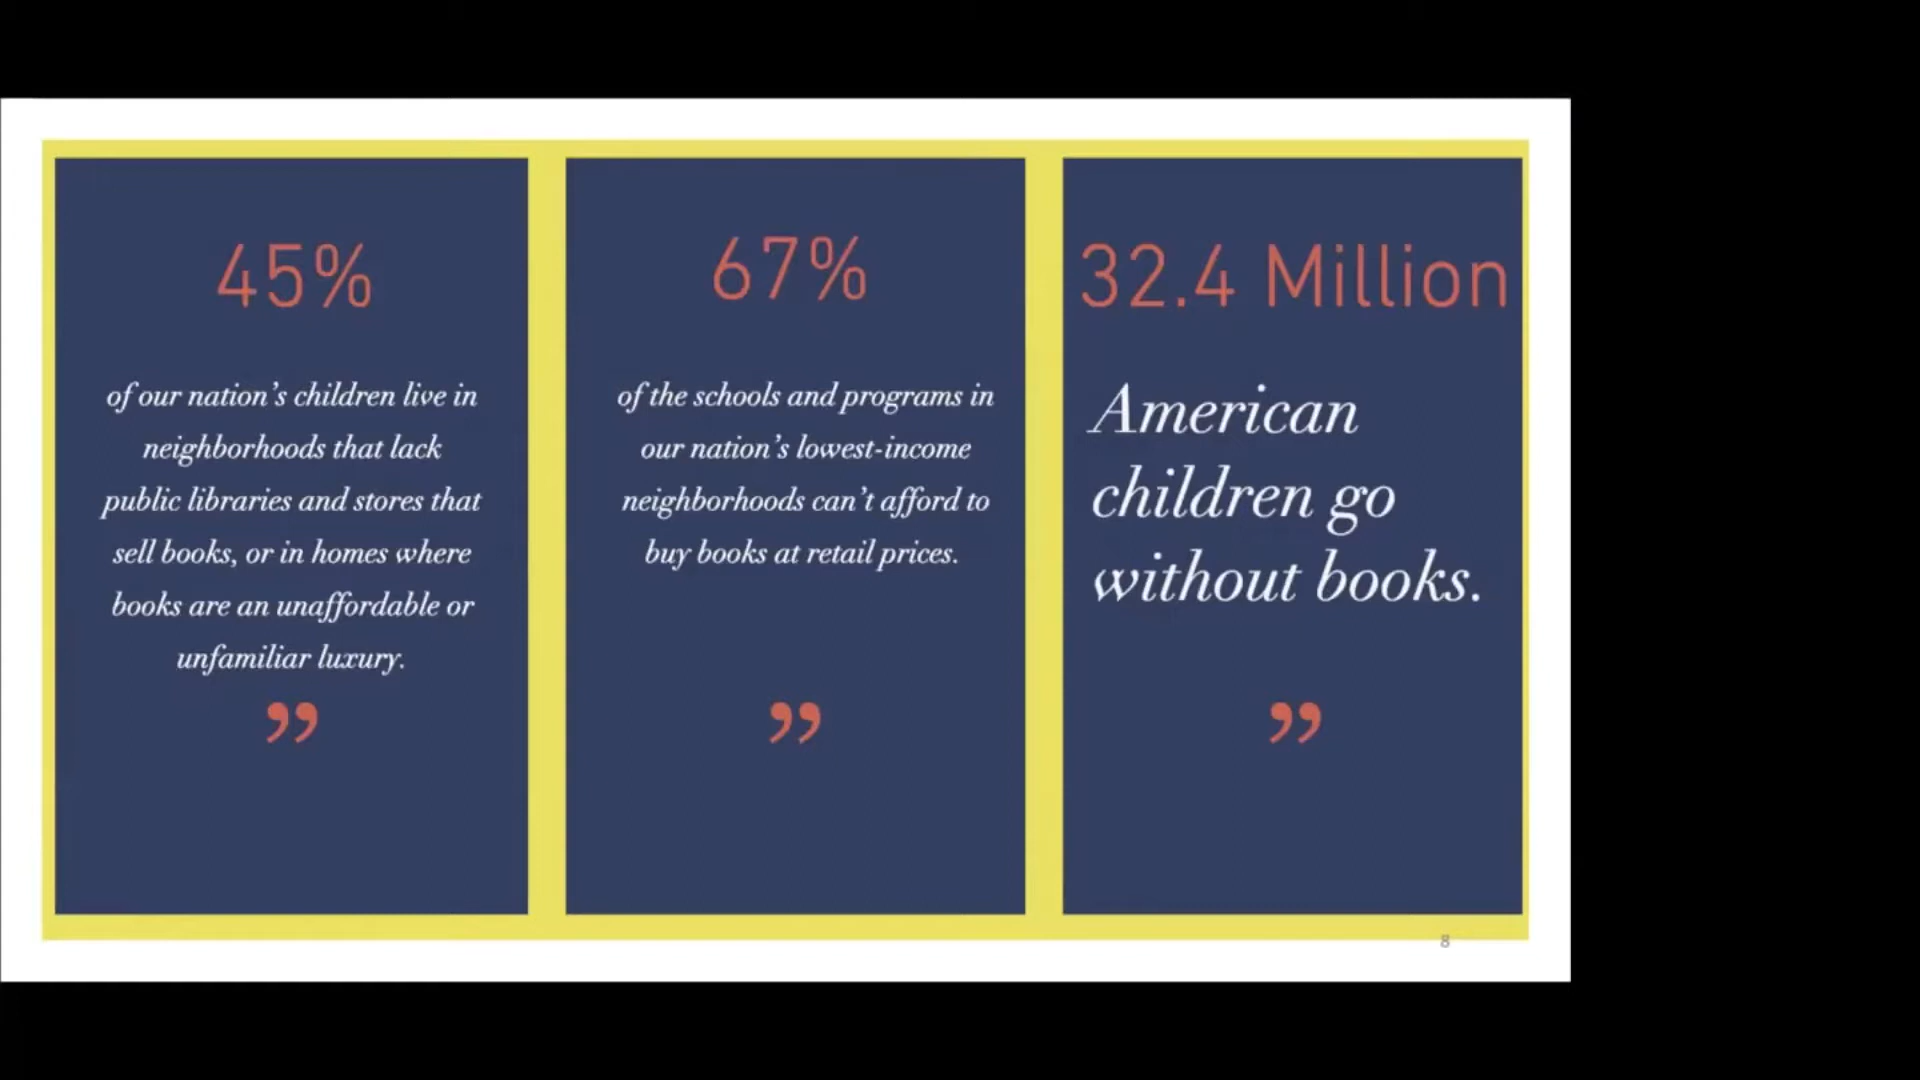 45%
of our nation’s children live in
neighborhoods that lack
public libraries and stores that
sell books, or in homes where
books are an unaffordable or
unfamiliar luxury.
”
67%
of the schools and programs in
our nation’s lowest-income
neighborhoods can’t afford to
buy books at retail prices.
”
32.4 Million
American
children go
without books.
”
8